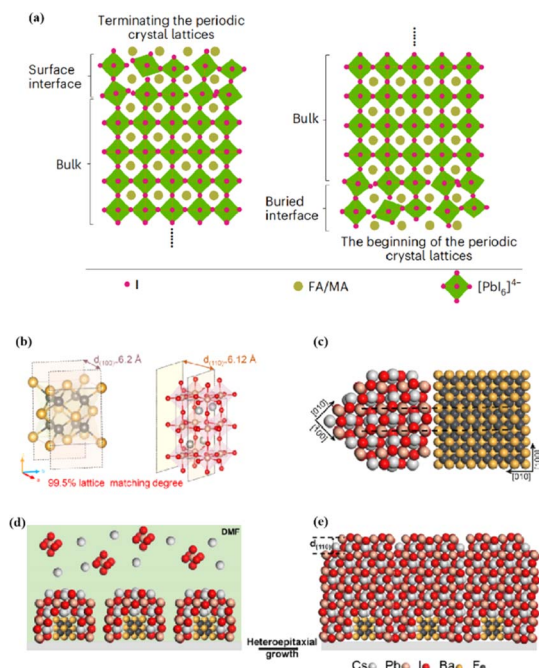 (a)
Terminating the periodic
crystal lattices
Surface
interface
Bulk
Bulk
Buried
interface
The beginning of the periodic
crystal lattices
I
FA/MA
[PbI₆]⁴⁻
(b)
(c)
d(100)=6.2 Å
d(110)=6.12 Å
99.5% lattice matching degree
[010]
[001]
[001]
[010]
(d)
DMF
(e)
d(110)
Heteroepitaxial
growth
Cs Pb I Ba Fe